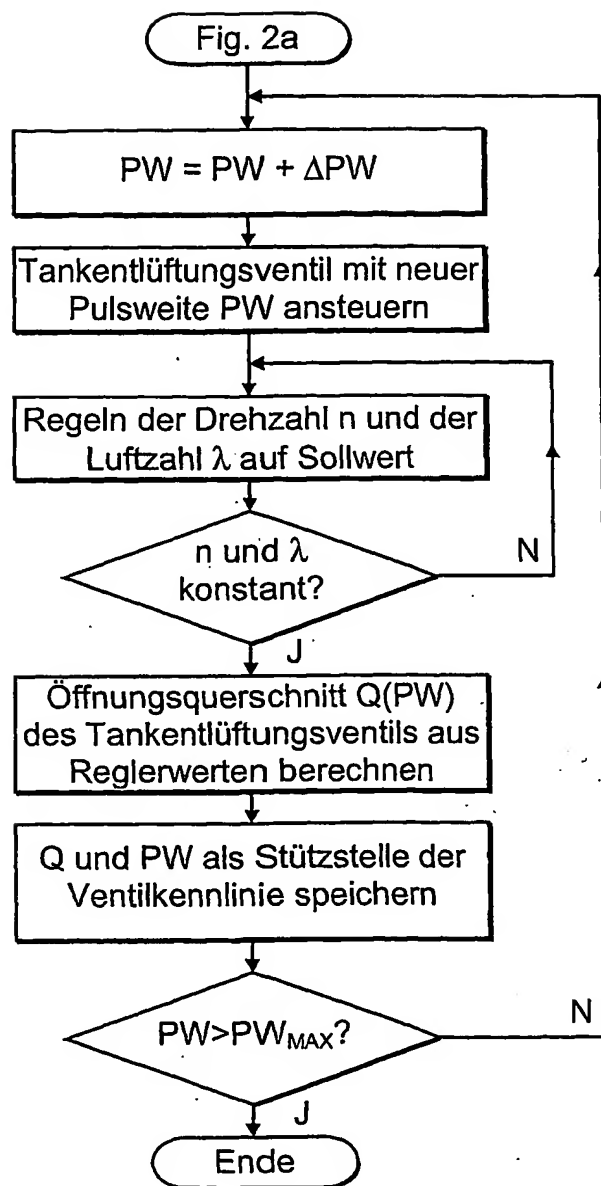 Fig. 2a
PW = PW + ΔPW
Tankentlüftungsventil mit neuer
Pulsweite PW ansteuern
Regeln der Drehzahl n und der
Luftzahl λ auf Sollwert
n und λ
konstant?
N
J
Öffnungsquerschnitt Q(PW)
des Tankentlüftungsventils aus
Reglerwerten berechnen
Q und PW als Stützstelle der
Ventilkennlinie speichern
PW>PWMAX?
N
J
Ende